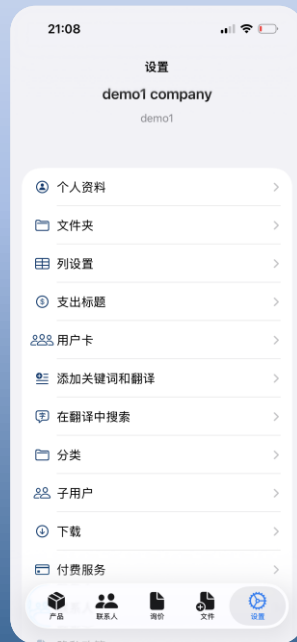 21:08
设置
demo1 company
demo1
个人资料
文件夹
列设置
支出标题
用户卡
添加关键词和翻译
在翻译中搜索
分类
子用户
下载
付费服务
产品 联系人 询价 文件 设置